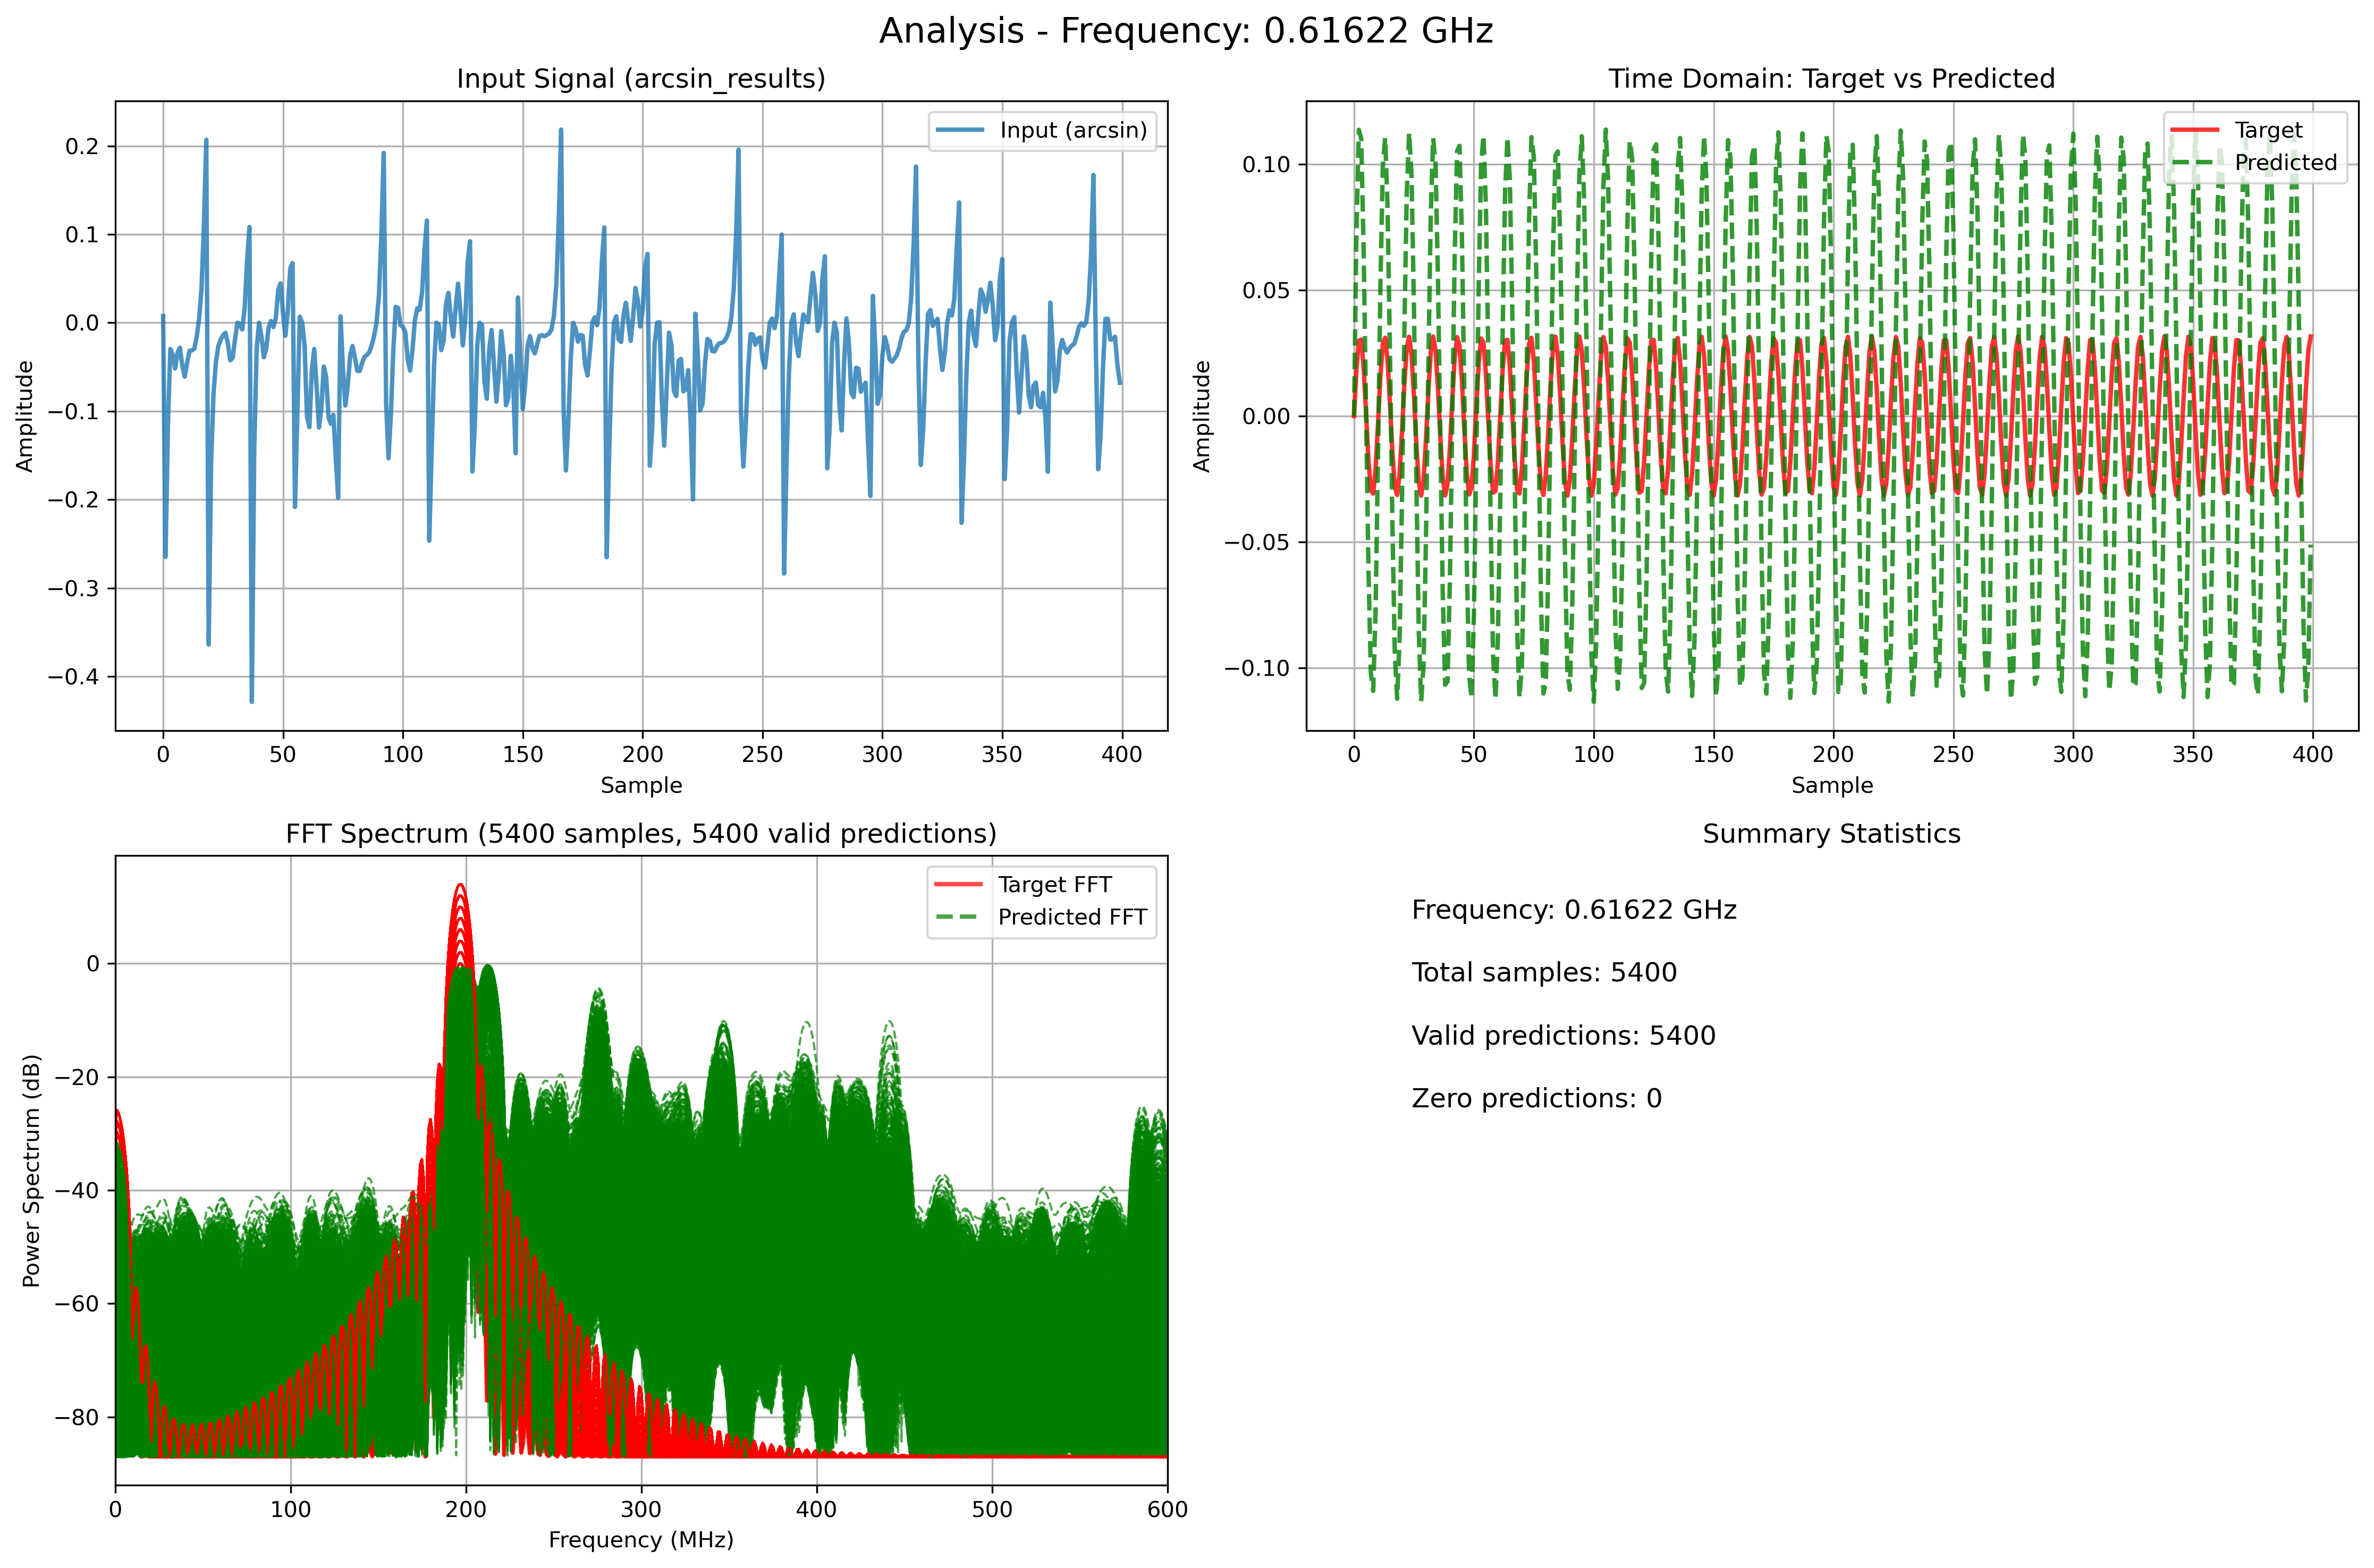 Analysis - Frequency: 0.61622 GHz
Input Signal (arcsin_results)
Input (arcsin)
0.2
0.1
0.0
−0.1
−0.2
−0.3
−0.4
Amplitude
0 50 100 150 200 250 300 350 400
Sample
Time Domain: Target vs Predicted
Target
Predicted
0.10
0.05
0.00
−0.05
−0.10
Amplitude
0 50 100 150 200 250 300 350 400
Sample
FFT Spectrum (5400 samples, 5400 valid predictions)
Target FFT
Predicted FFT
0
−20
−40
−60
−80
Power Spectrum (dB)
0 100 200 300 400 500 600
Frequency (MHz)
Summary Statistics
Frequency: 0.61622 GHz
Total samples: 5400
Valid predictions: 5400
Zero predictions: 0